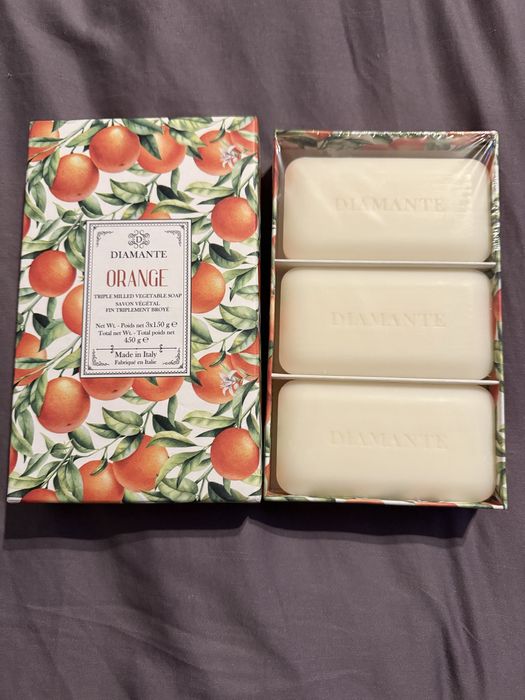 D
DIAMANTE
ORANGE
TRIPLE MILLED VEGETABLE SOAP
SAVON VÉGÉTAL
FIN TRIPLEMENT BROYÉ
Net Wt. - Poids net 3x150 g ℮
Total net Wt. - Total poids net
450 g ℮
Made in Italy
Fabriqué en Italie
DIAMANTE
DIAMANTE
DIAMANTE